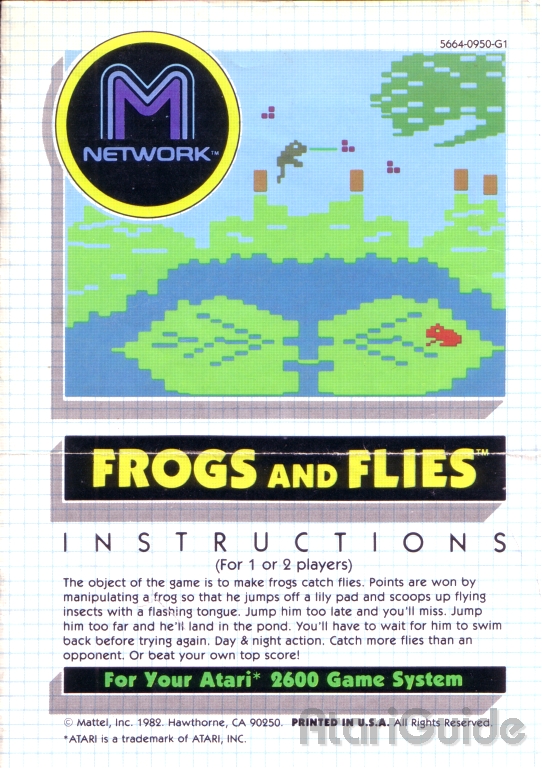 5664-0950-G1
M
NETWORK™
FROGS AND FLIES™
INSTRUCTIONS
(For 1 or 2 players)
The object of the game is to make frogs catch flies. Points are won by
manipulating a frog so that he jumps off a lily pad and scoops up flying
insects with a flashing tongue. Jump him too late and you'll miss. Jump
him too far and he'll land in the pond. You'll have to wait for him to swim
back before trying again. Day & night action. Catch more flies than an
opponent. Or beat your own top score!
For Your Atari* 2600 Game System
© Mattel, Inc. 1982. Hawthorne, CA 90250. PRINTED IN U.S.A. All Rights Reserved.
*ATARI is a trademark of ATARI, INC.
AtariGuide